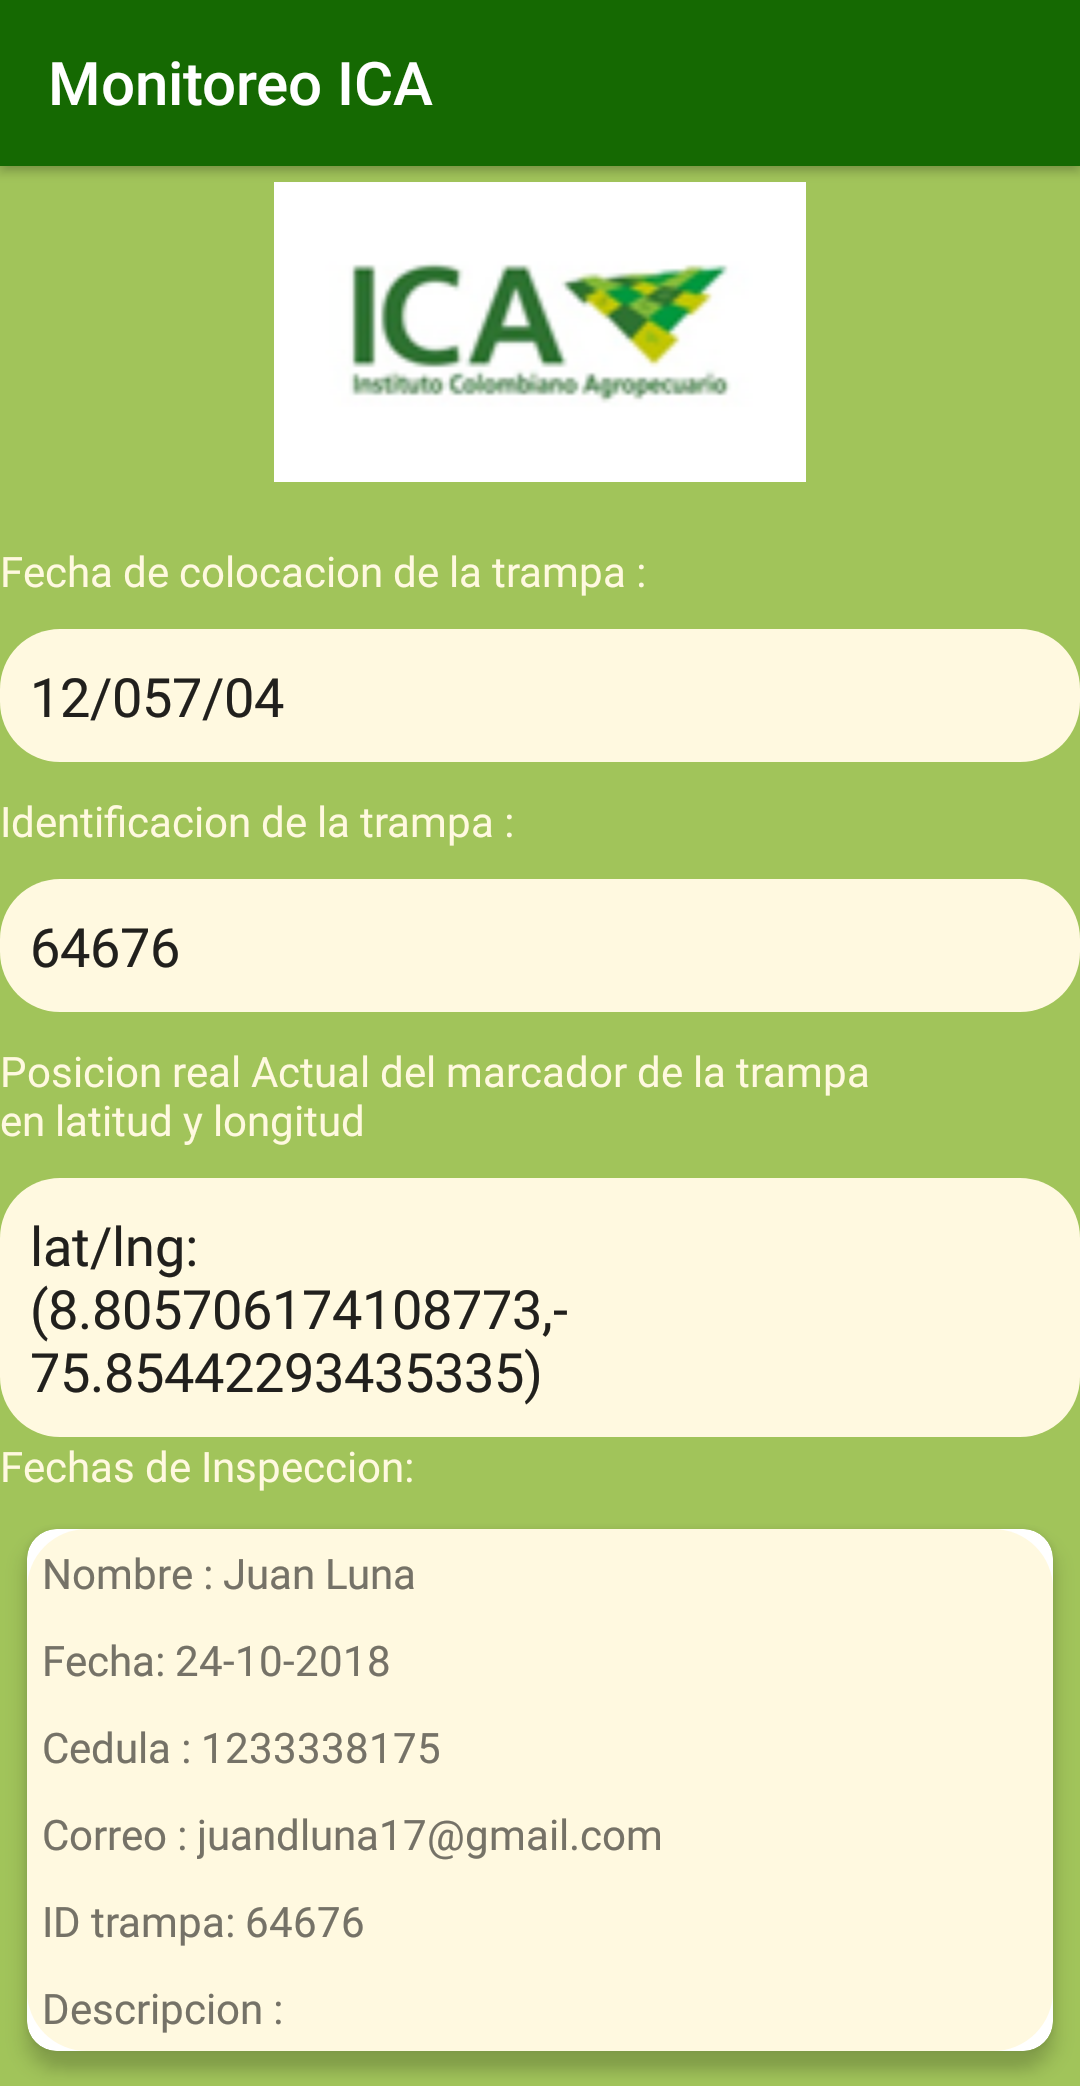 Monitoreo ICA
ICA
Instituto Colombiano Agropecuario
Fecha de colocacion de la trampa :
12/057/04
Identificacion de la trampa :
64676
Posicion real Actual del marcador de la trampa
en latitud y longitud
lat/lng:
(8.805706174108773,-
75.85442293435335)
Fechas de Inspeccion:
Nombre : Juan Luna
Fecha: 24-10-2018
Cedula : 1233338175
Correo : juandluna17@gmail.com
ID trampa: 64676
Descripcion :